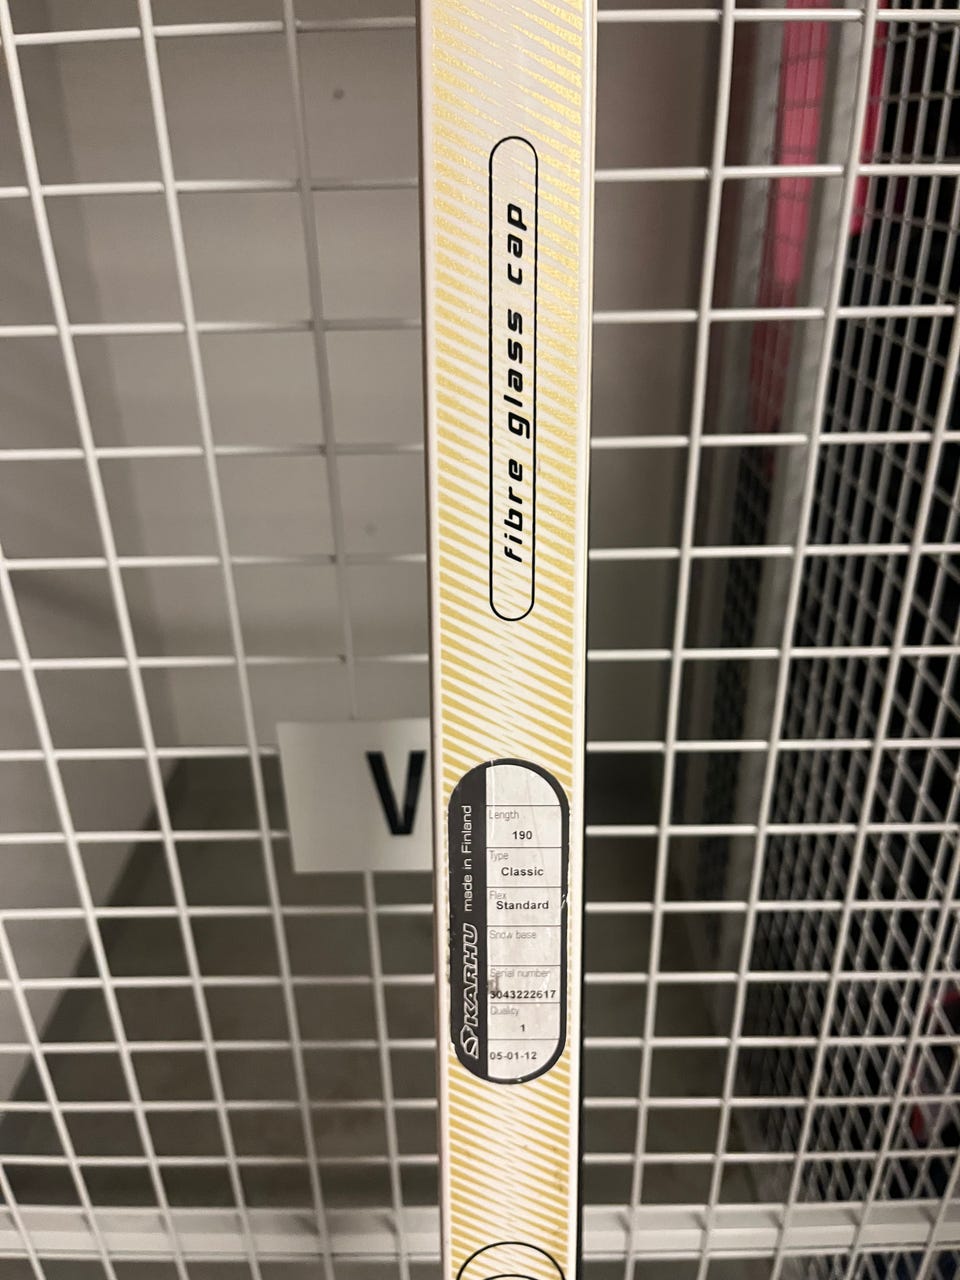 fibre glass cap
V
KARHU made in Finland
Length
190
Type
Classic
Flex
Standard
Snow base
Serial number
3043222617
Quality
1
05-01-12